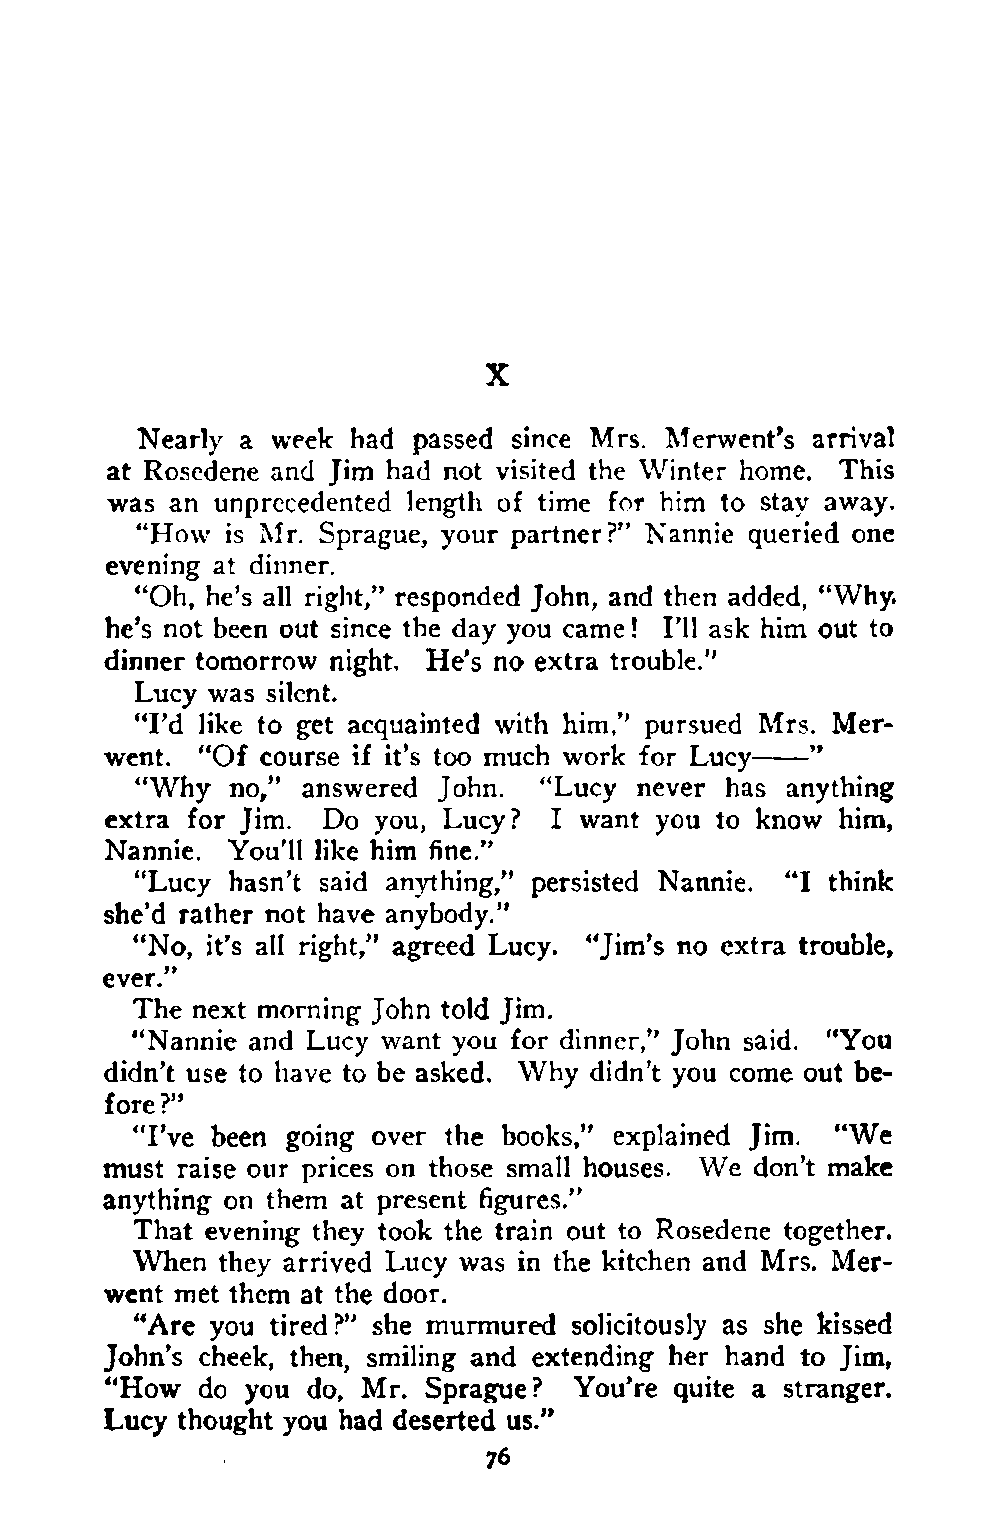 X
Nearly a week had passed since Mrs. Merwent's arrival
at Rosedene and Jim had not visited the Winter home. This
was an unprecedented length of time for him to stay away.
"How is Mr. Sprague, your partner?" Nannie queried one
evening at dinner.
"Oh, he's all right," responded John, and then added, "Why.
he's not been out since the day you came! I'll ask him out to
dinner tomorrow night. He's no extra trouble."
Lucy was silent.
"I'd like to get acquainted with him," pursued Mrs. Mer-
went. "Of course if it's too much work for Lucy——"
"Why no," answered John. "Lucy never has anything
extra for Jim. Do you, Lucy? I want you to know him,
Nannie. You'll like him fine."
"Lucy hasn't said anything," persisted Nannie. "I think
she'd rather not have anybody."
"No, it's all right," agreed Lucy. "Jim's no extra trouble,
ever."
The next morning John told Jim.
"Nannie and Lucy want you for dinner," John said. "You
didn't use to have to be asked. Why didn't you come out be-
fore?"
"I've been going over the books," explained Jim. "We
must raise our prices on those small houses. We don't make
anything on them at present figures."
That evening they took the train out to Rosedene together.
When they arrived Lucy was in the kitchen and Mrs. Mer-
went met them at the door.
"Are you tired?" she murmured solicitously as she kissed
John's cheek, then, smiling and extending her hand to Jim,
"How do you do, Mr. Sprague? You're quite a stranger.
Lucy thought you had deserted us."
76